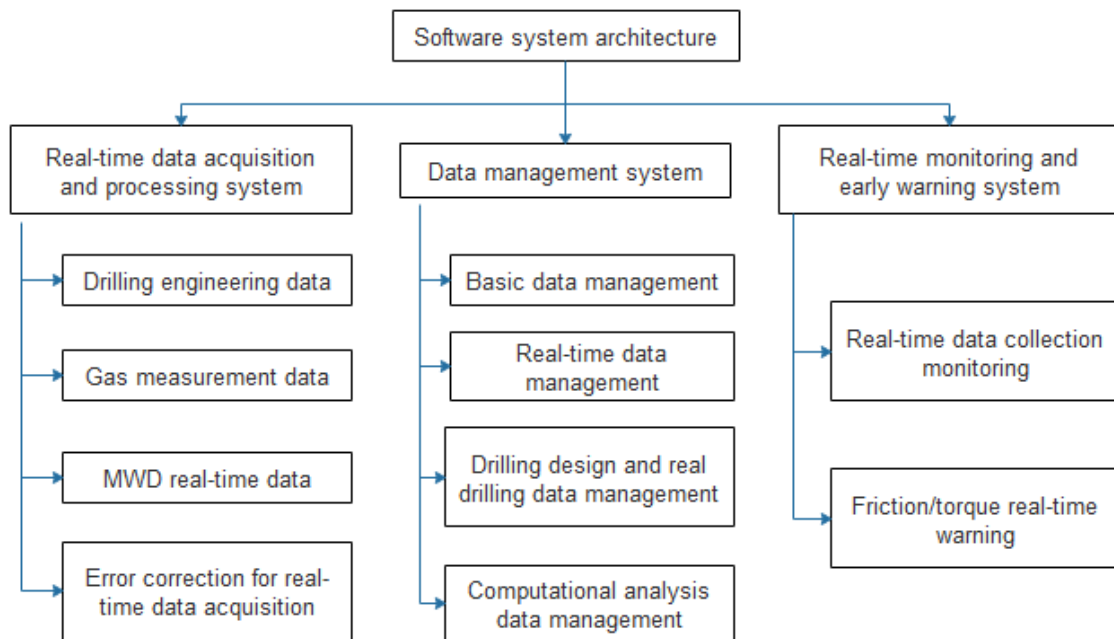 Software system architecture
Real-time data acquisition
and processing system
Drilling engineering data
Gas measurement data
MWD real-time data
Error correction for real-
time data acquisition
Data management system
Basic data management
Real-time data
management
Drilling design and real
drilling data management
Computational analysis
data management
Real-time monitoring and
early warning system
Real-time data collection
monitoring
Friction/torque real-time
warning